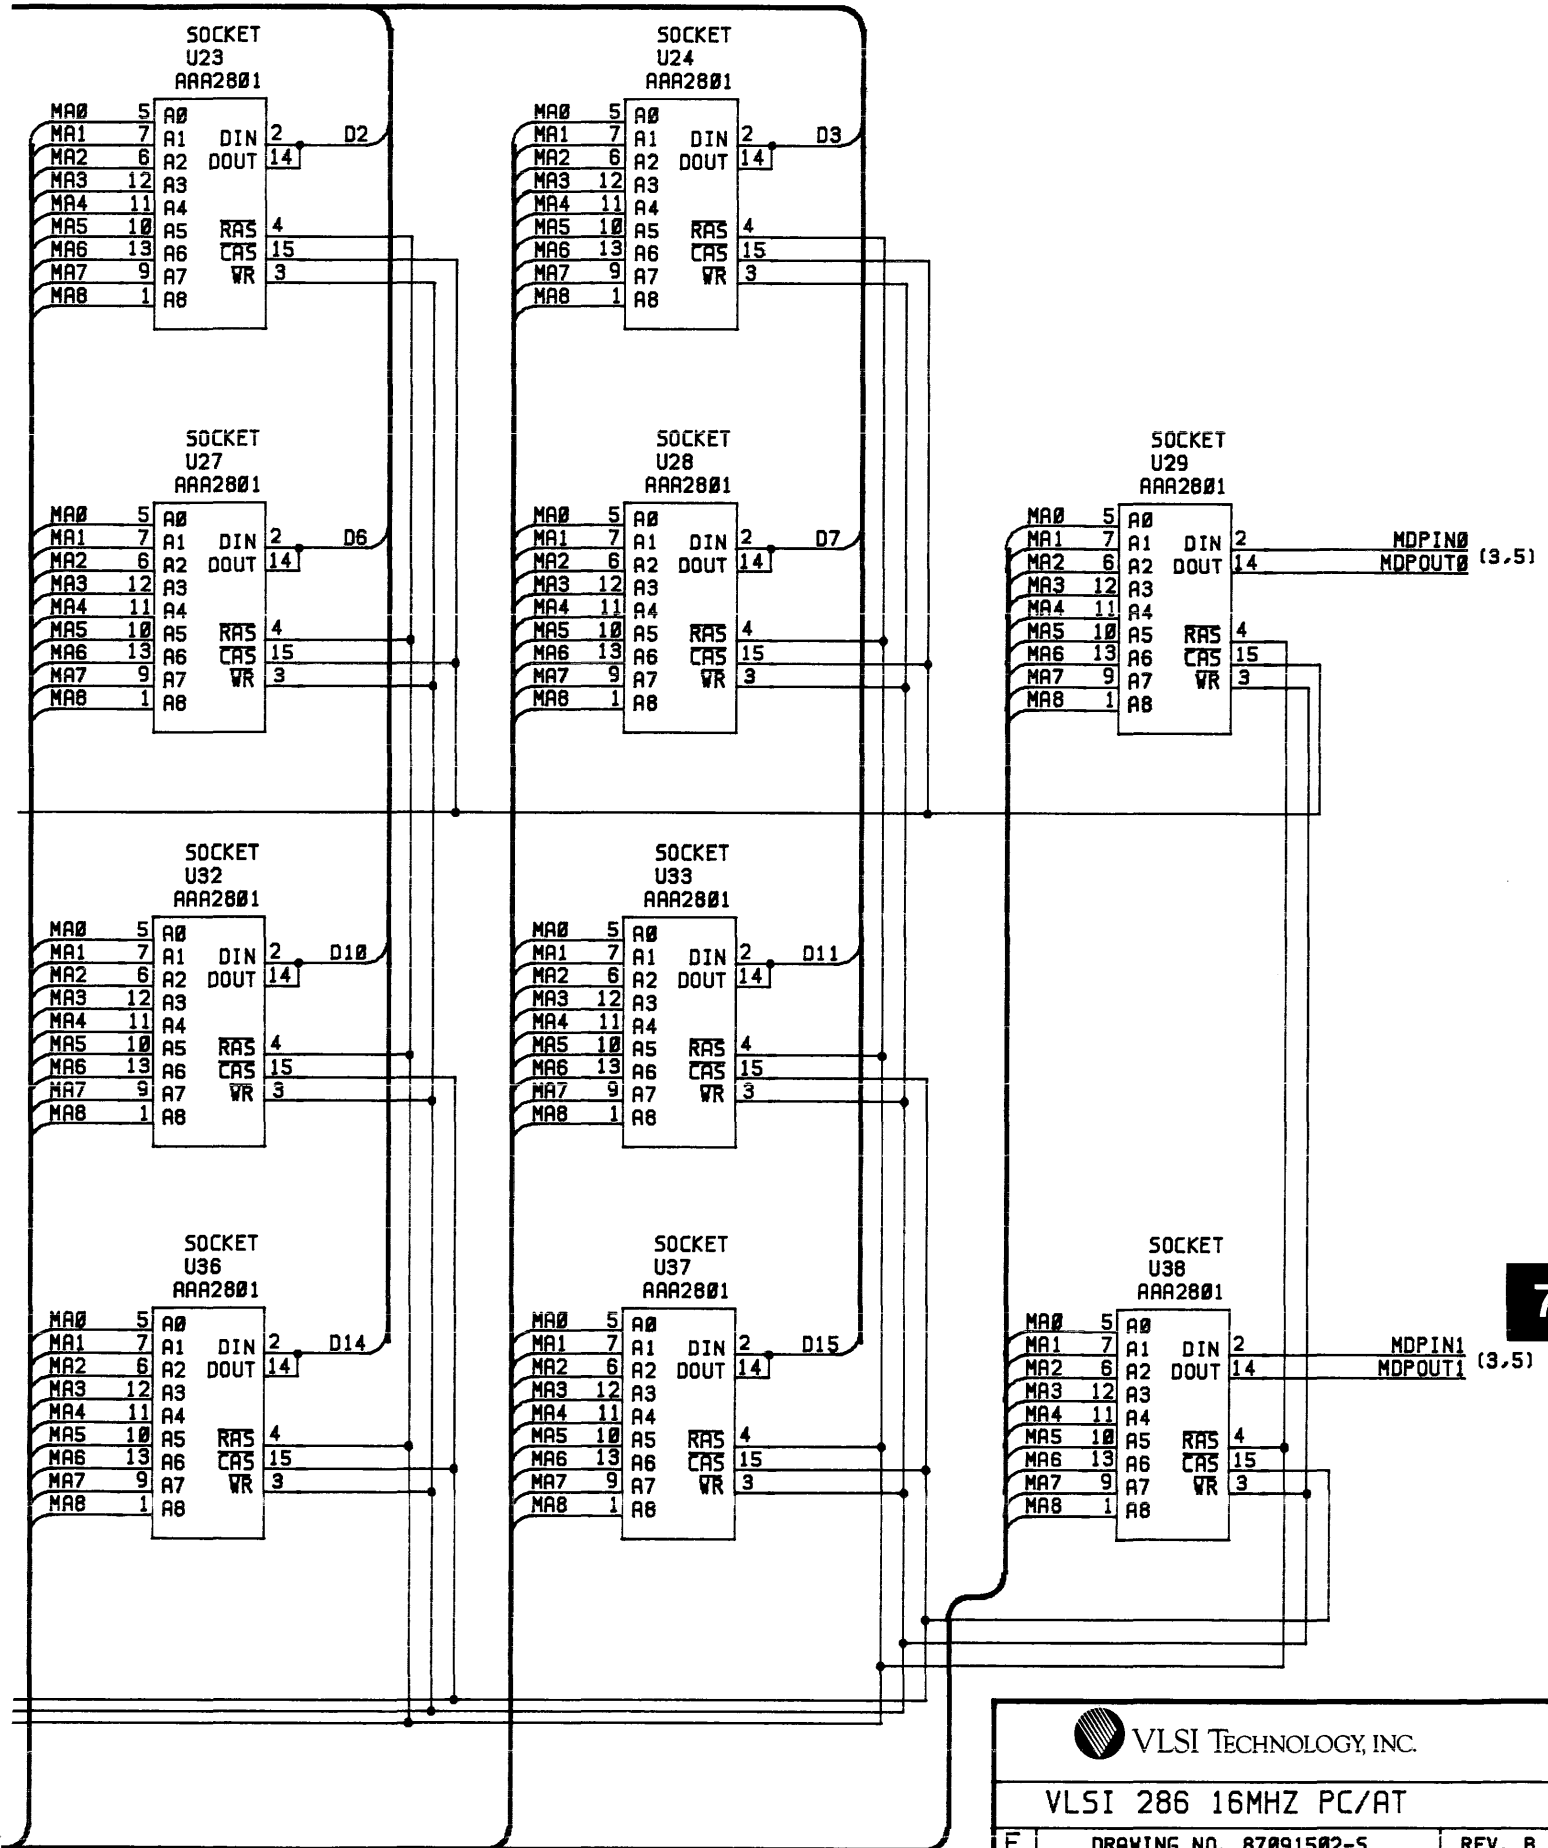 SOCKET
U23
AAA2801
MA0 5 A0
MA1 7 A1 DIN 2 D2
MA2 6 A2 DOUT 14
MA3 12 A3
MA4 11 A4
MA5 10 A5 RAS 4
MA6 13 A6 CAS 15
MA7 9 A7 WR 3
MA8 1 A8
SOCKET
U24
AAA2801
MA0 5 A0
MA1 7 A1 DIN 2 D3
MA2 6 A2 DOUT 14
MA3 12 A3
MA4 11 A4
MA5 10 A5 RAS 4
MA6 13 A6 CAS 15
MA7 9 A7 WR 3
MA8 1 A8
SOCKET
U27
AAA2801
MA0 5 A0
MA1 7 A1 DIN 2 D6
MA2 6 A2 DOUT 14
MA3 12 A3
MA4 11 A4
MA5 10 A5 RAS 4
MA6 13 A6 CAS 15
MA7 9 A7 WR 3
MA8 1 A8
SOCKET
U28
AAA2801
MA0 5 A0
MA1 7 A1 DIN 2 D7
MA2 6 A2 DOUT 14
MA3 12 A3
MA4 11 A4
MA5 10 A5 RAS 4
MA6 13 A6 CAS 15
MA7 9 A7 WR 3
MA8 1 A8
SOCKET
U29
AAA2801
MA0 5 A0
MA1 7 A1 DIN 2 MDPIN0
MA2 6 A2 DOUT 14 MDPOUT0 (3,5)
MA3 12 A3
MA4 11 A4
MA5 10 A5 RAS 4
MA6 13 A6 CAS 15
MA7 9 A7 WR 3
MA8 1 A8
SOCKET
U32
AAA2801
MA0 5 A0
MA1 7 A1 DIN 2 D10
MA2 6 A2 DOUT 14
MA3 12 A3
MA4 11 A4
MA5 10 A5 RAS 4
MA6 13 A6 CAS 15
MA7 9 A7 WR 3
MA8 1 A8
SOCKET
U33
AAA2801
MA0 5 A0
MA1 7 A1 DIN 2 D11
MA2 6 A2 DOUT 14
MA3 12 A3
MA4 11 A4
MA5 10 A5 RAS 4
MA6 13 A6 CAS 15
MA7 9 A7 WR 3
MA8 1 A8
SOCKET
U36
AAA2801
MA0 5 A0
MA1 7 A1 DIN 2 D14
MA2 6 A2 DOUT 14
MA3 12 A3
MA4 11 A4
MA5 10 A5 RAS 4
MA6 13 A6 CAS 15
MA7 9 A7 WR 3
MA8 1 A8
SOCKET
U37
AAA2801
MA0 5 A0
MA1 7 A1 DIN 2 D15
MA2 6 A2 DOUT 14
MA3 12 A3
MA4 11 A4
MA5 10 A5 RAS 4
MA6 13 A6 CAS 15
MA7 9 A7 WR 3
MA8 1 A8
SOCKET
U38
AAA2801
MA0 5 A0
MA1 7 A1 DIN 2 MDPIN1
MA2 6 A2 DOUT 14 MDPOUT1 (3,5)
MA3 12 A3
MA4 11 A4
MA5 10 A5 RAS 4
MA6 13 A6 CAS 15
MA7 9 A7 WR 3
MA8 1 A8
7
VLSI TECHNOLOGY, INC.
VLSI 286 16MHZ PC/AT
DRAWING NO. 87091502-S REV. B